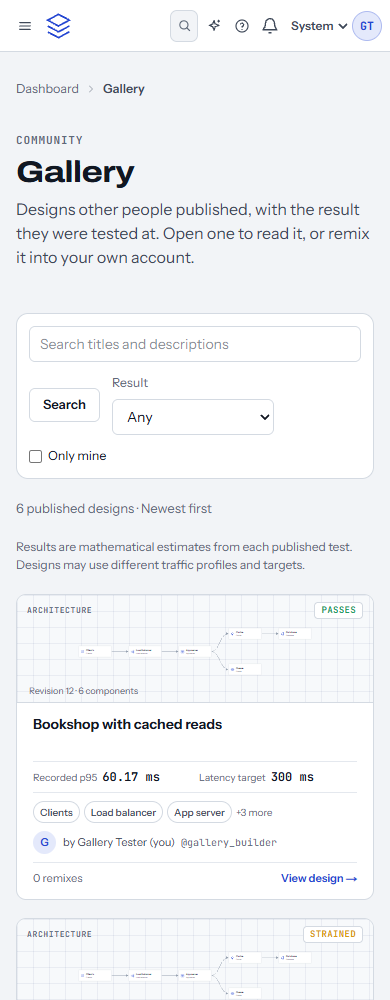 System
GT
Dashboard
Gallery
COMMUNITY
Gallery
Designs other people published, with the result
they were tested at. Open one to read it, or remix
it into your own account.
Search titles and descriptions
Result
Search
Any
Only mine
6 published designs · Newest first
Results are mathematical estimates from each published test.
Designs may use different traffic profiles and targets.
ARCHITECTURE
PASSES
Revision 12 · 6 components
Bookshop with cached reads
Recorded p95 60.17 ms
Latency target 300 ms
Clients
Load balancer
App server
+3 more
G
by Gallery Tester (you) @gallery_builder
0 remixes
View design →
ARCHITECTURE
STRAINED